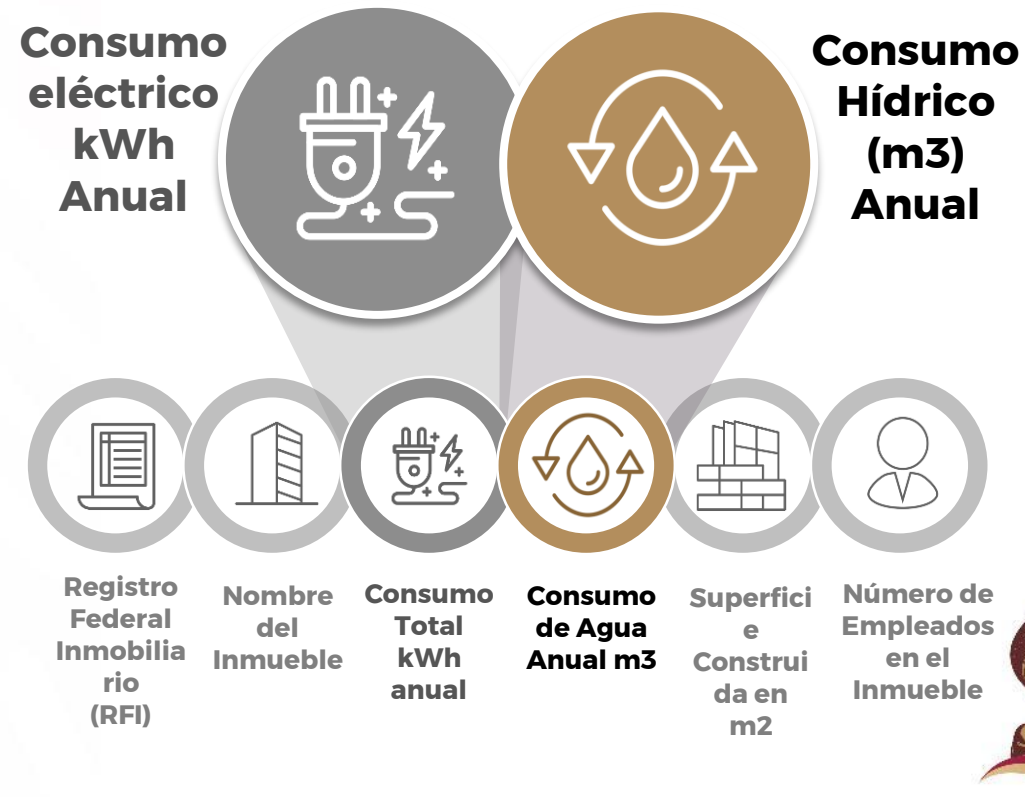 Consumo
eléctrico
kWh
Anual
Consumo
Hídrico
(m3)
Anual
Registro
Federal
Inmobilia
rio
(RFI)
Nombre
del
Inmueble
Consumo
Total
kWh
anual
Consumo
de Agua
Anual m3
Superfici
e
Construi
da en
m2
Número de
Empleados
en el
Inmueble